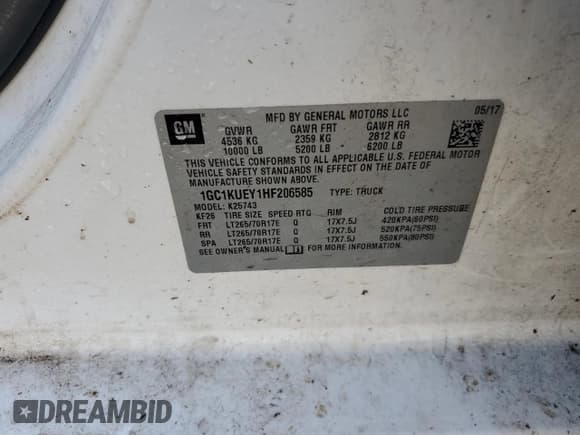 MFD BY GENERAL MOTORS LLC 05/17
GM GVWR GAWR FRT GAWR RR
4536 KG 2359 KG 2812 KG
10000 LB 5200 LB 6200 LB
THIS VEHICLE CONFORMS TO ALL APPLICABLE U.S. FEDERAL MOTOR
VEHICLE SAFETY STANDARDS IN EFFECT ON THE DATE OF
MANUFACTURE SHOWN ABOVE.
1GC1KUEY1HF206585 TYPE: TRUCK
MODEL: K25743
KF26 TIRE SIZE SPEED RTG RIM COLD TIRE PRESSURE
FRT LT265/70R17E Q 17X7.5J 420KPA(60PSI)
RR LT265/70R17E Q 17X7.5J 520KPA(75PSI)
SPA LT265/70R17E Q 17X7.5J 550KPA(80PSI)
SEE OWNER'S MANUAL FOR MORE INFORMATION.
DREAMBID